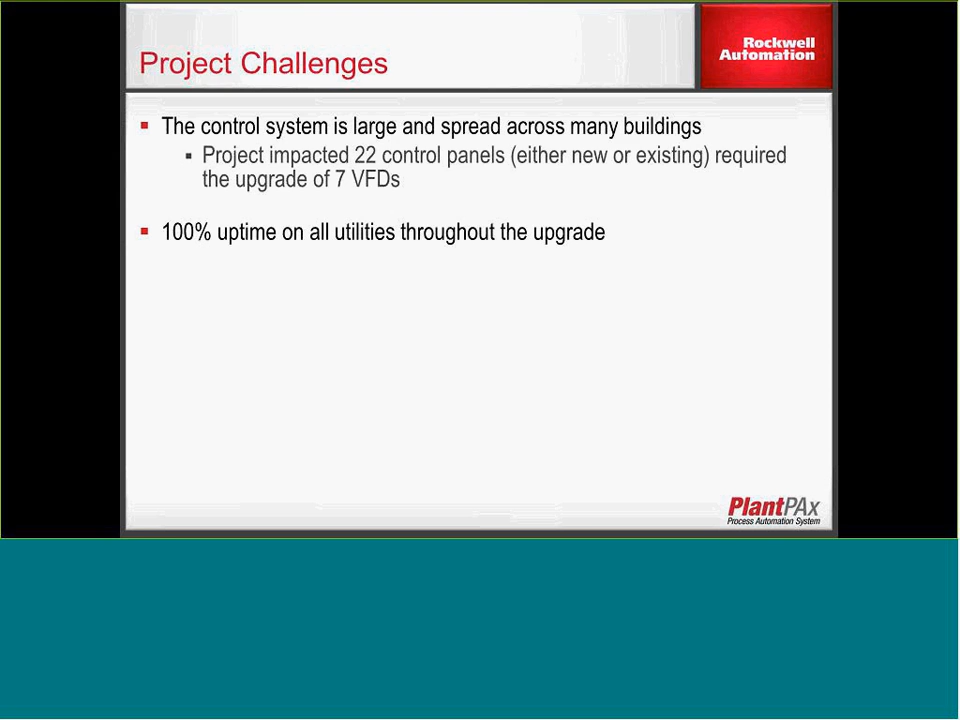 Project Challenges
Rockwell
Automation
▪ The control system is large and spread across many buildings
▪ Project impacted 22 control panels (either new or existing) required
the upgrade of 7 VFDs
▪ 100% uptime on all utilities throughout the upgrade
PlantPAx
Process Automation System